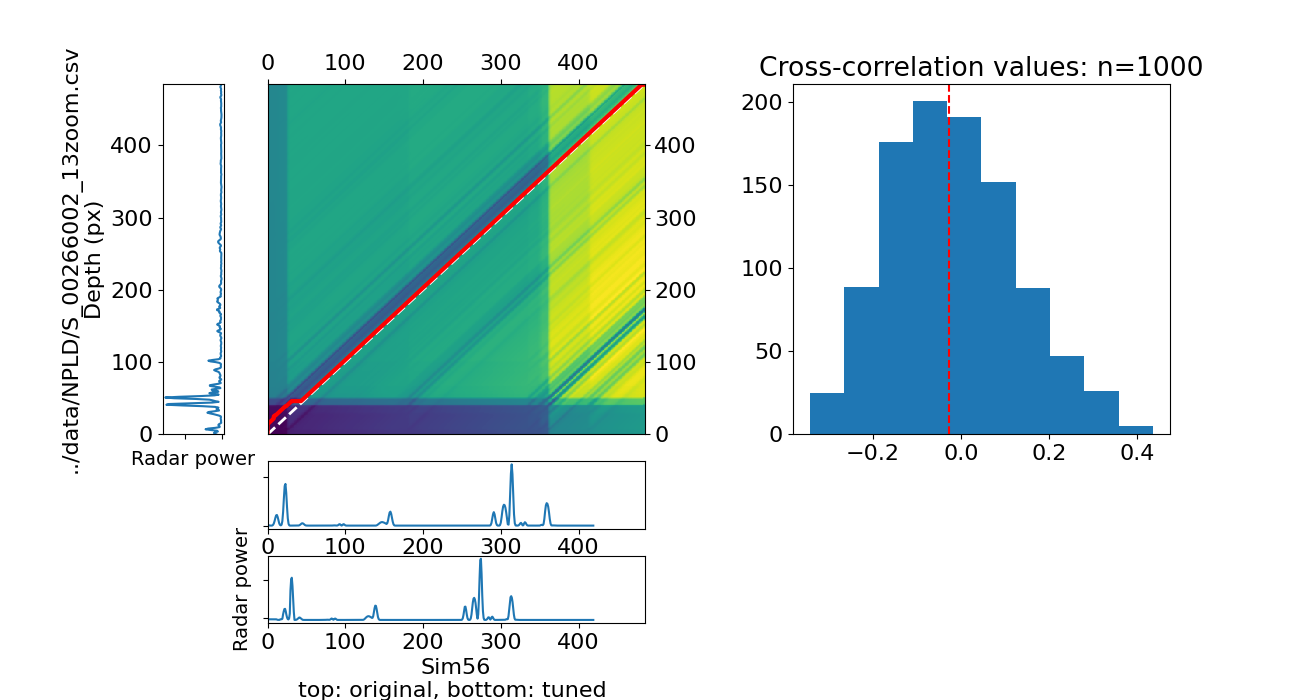 ../data/NPLD/S_00266002_13zoom.csv
Depth (px)
0 100 200 300 400
400
300
200
100
0
Radar power
400
300
200
100
0
Cross-correlation values: n=1000
200
150
100
50
0
−0.2 0.0 0.2 0.4
0 100 200 300 400
Radar power
0 100 200 300 400
Sim56
top: original, bottom: tuned